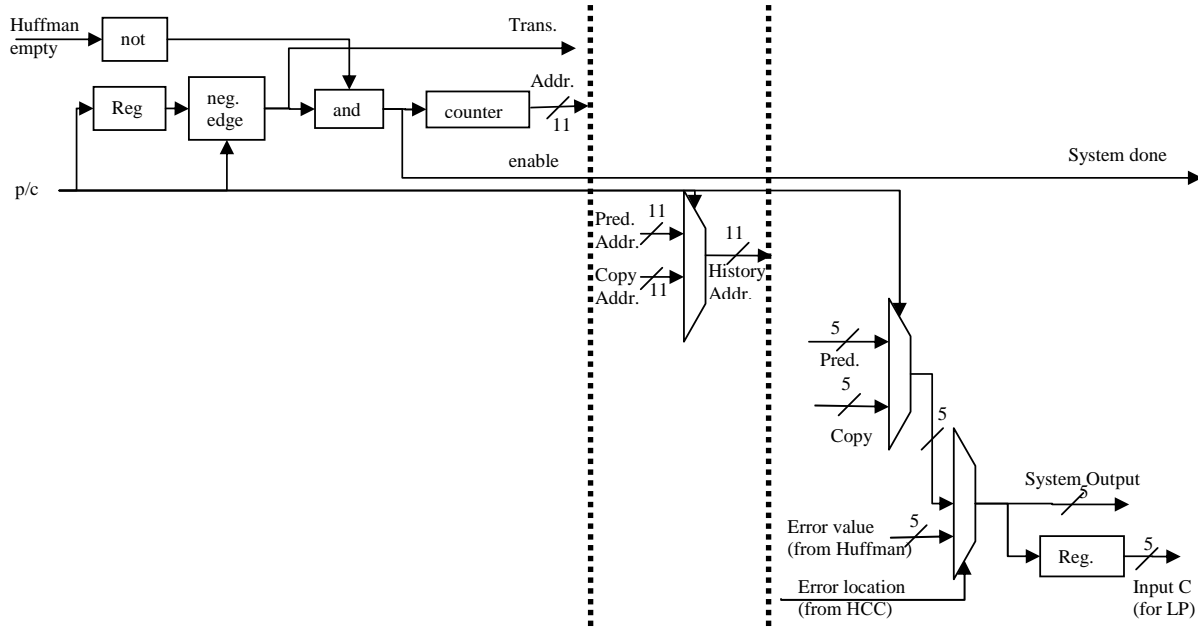 Huffman
empty
not
Trans.
Reg
neg.
edge
and
counter
Addr.
11
enable
System done
p/c
Pred.
Addr.
11
Copy
Addr.
11
11
History
Addr.
5
Pred.
5
Copy
5
System Output
5
Error value
(from Huffman)
5
Reg.
5
Input C
(for LP)
Error location
(from HCC)